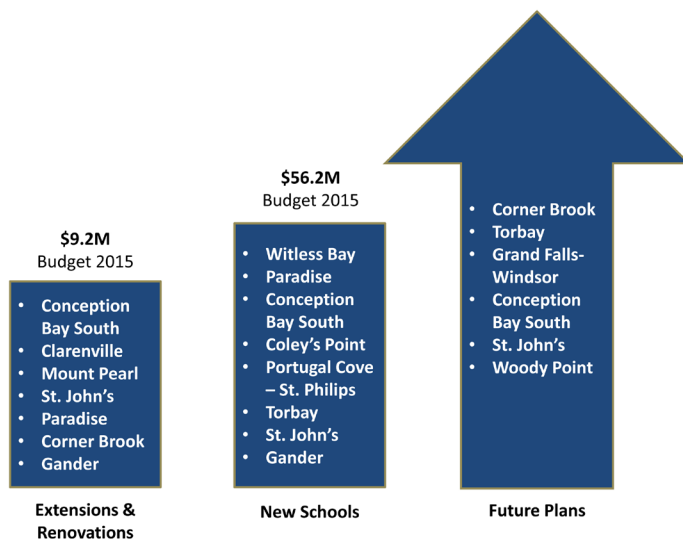 $9.2M
Budget 2015
• Conception
Bay South
• Clarenville
• Mount Pearl
• St. John’s
• Paradise
• Corner Brook
• Gander
Extensions &
Renovations
$56.2M
Budget 2015
• Witless Bay
• Paradise
• Conception
Bay South
• Coley’s Point
• Portugal Cove
– St. Philips
• Torbay
• St. John’s
• Gander
New Schools
• Corner Brook
• Torbay
• Grand Falls-
Windsor
• Conception
Bay South
• St. John’s
• Woody Point
Future Plans